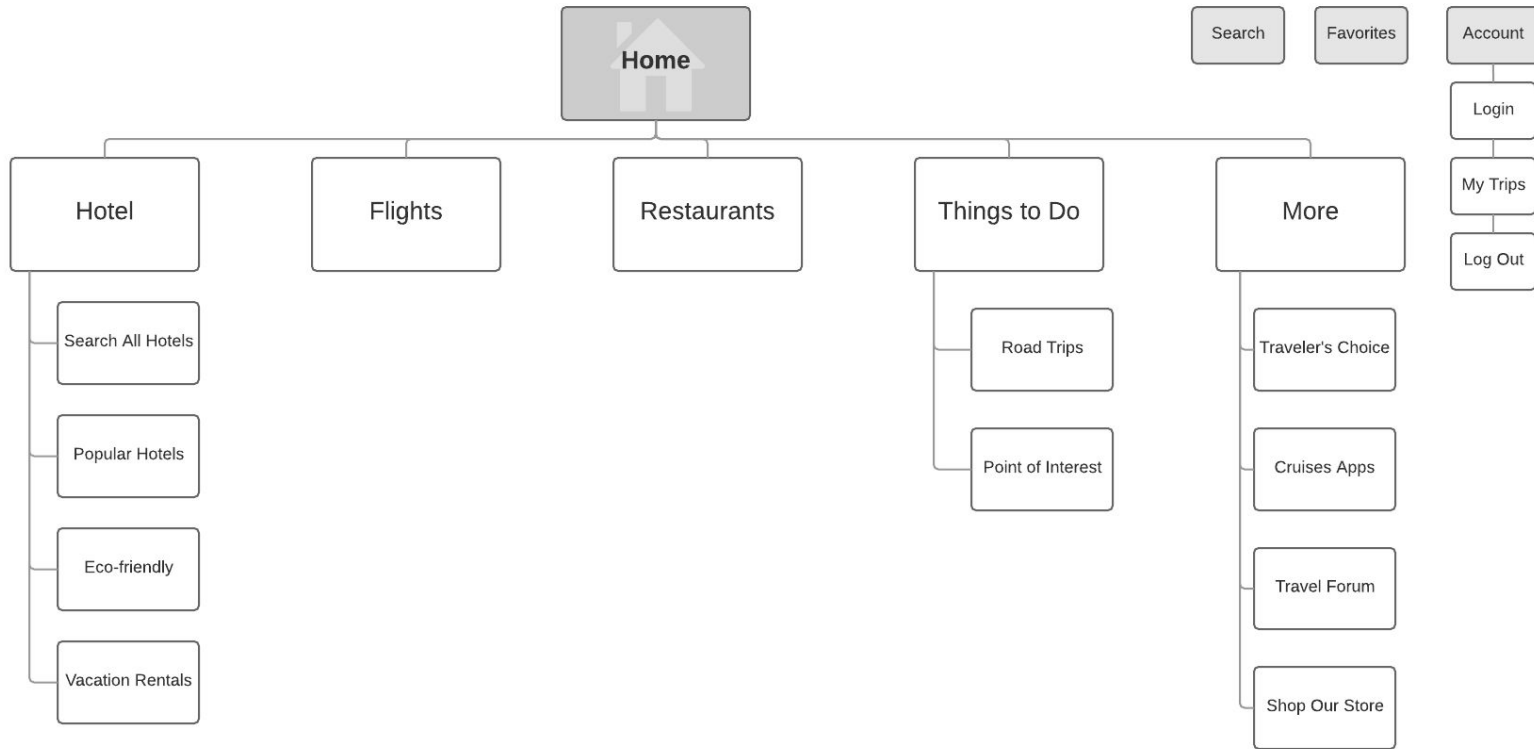 Home
Search
Favorites
Account
Login
My Trips
Log Out
Hotel
Flights
Restaurants
Things to Do
More
Search All Hotels
Popular Hotels
Eco-friendly
Vacation Rentals
Road Trips
Point of Interest
Traveler's Choice
Cruises Apps
Travel Forum
Shop Our Store